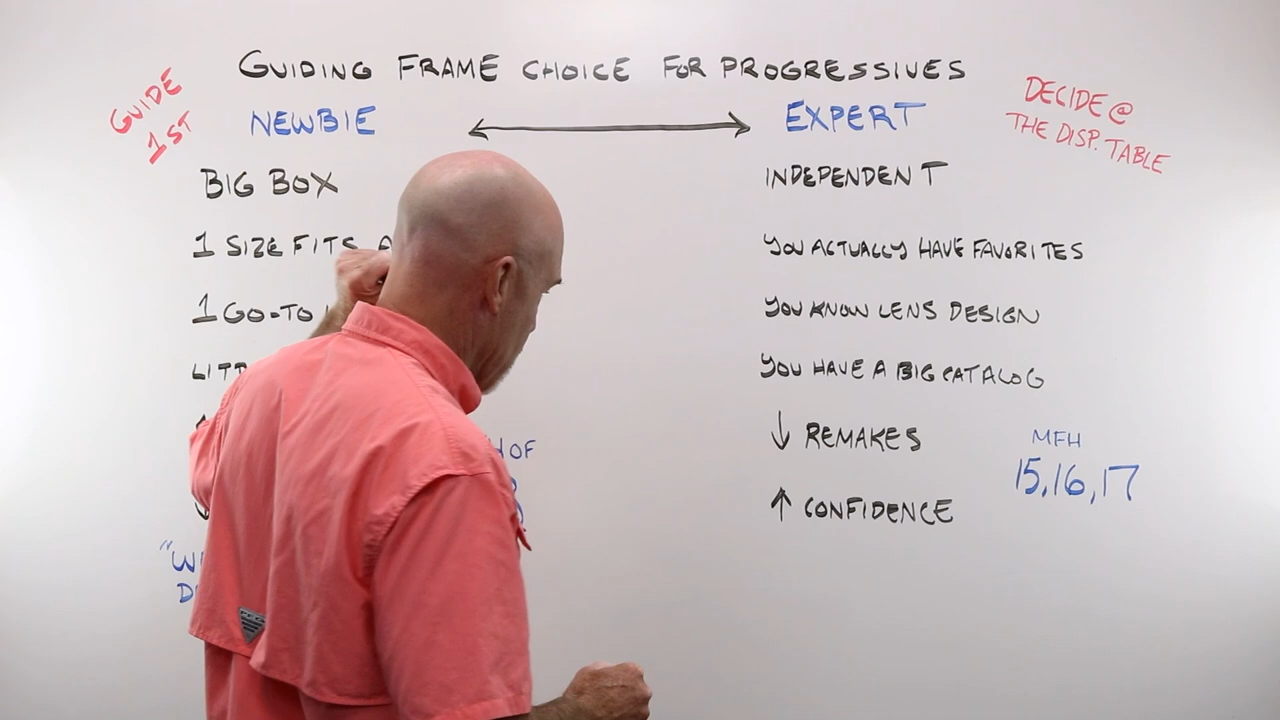 GUIDING FRAME CHOICE FOR PROGRESSIVES
GUIDE
1ST
NEWBIE
EXPERT
DECIDE @
THE DISP. TABLE
BIG BOX
1 SIZE FITS
1 GO-TO
INDEPENDENT
YOU ACTUALLY HAVE FAVORITES
YOU KNOW LENS DESIGN
YOU HAVE A BIG CATALOG
↓ REMAKES
↑ CONFIDENCE
MFH
15,16,17
OF
PFG